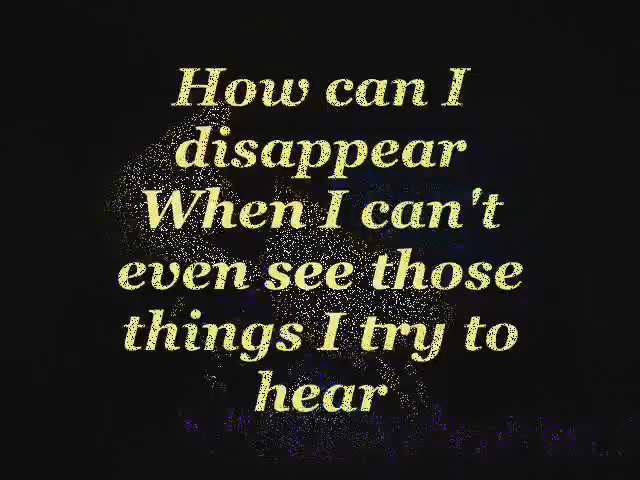 How can I
disappear
When I can't
even see those
things I try to
hear